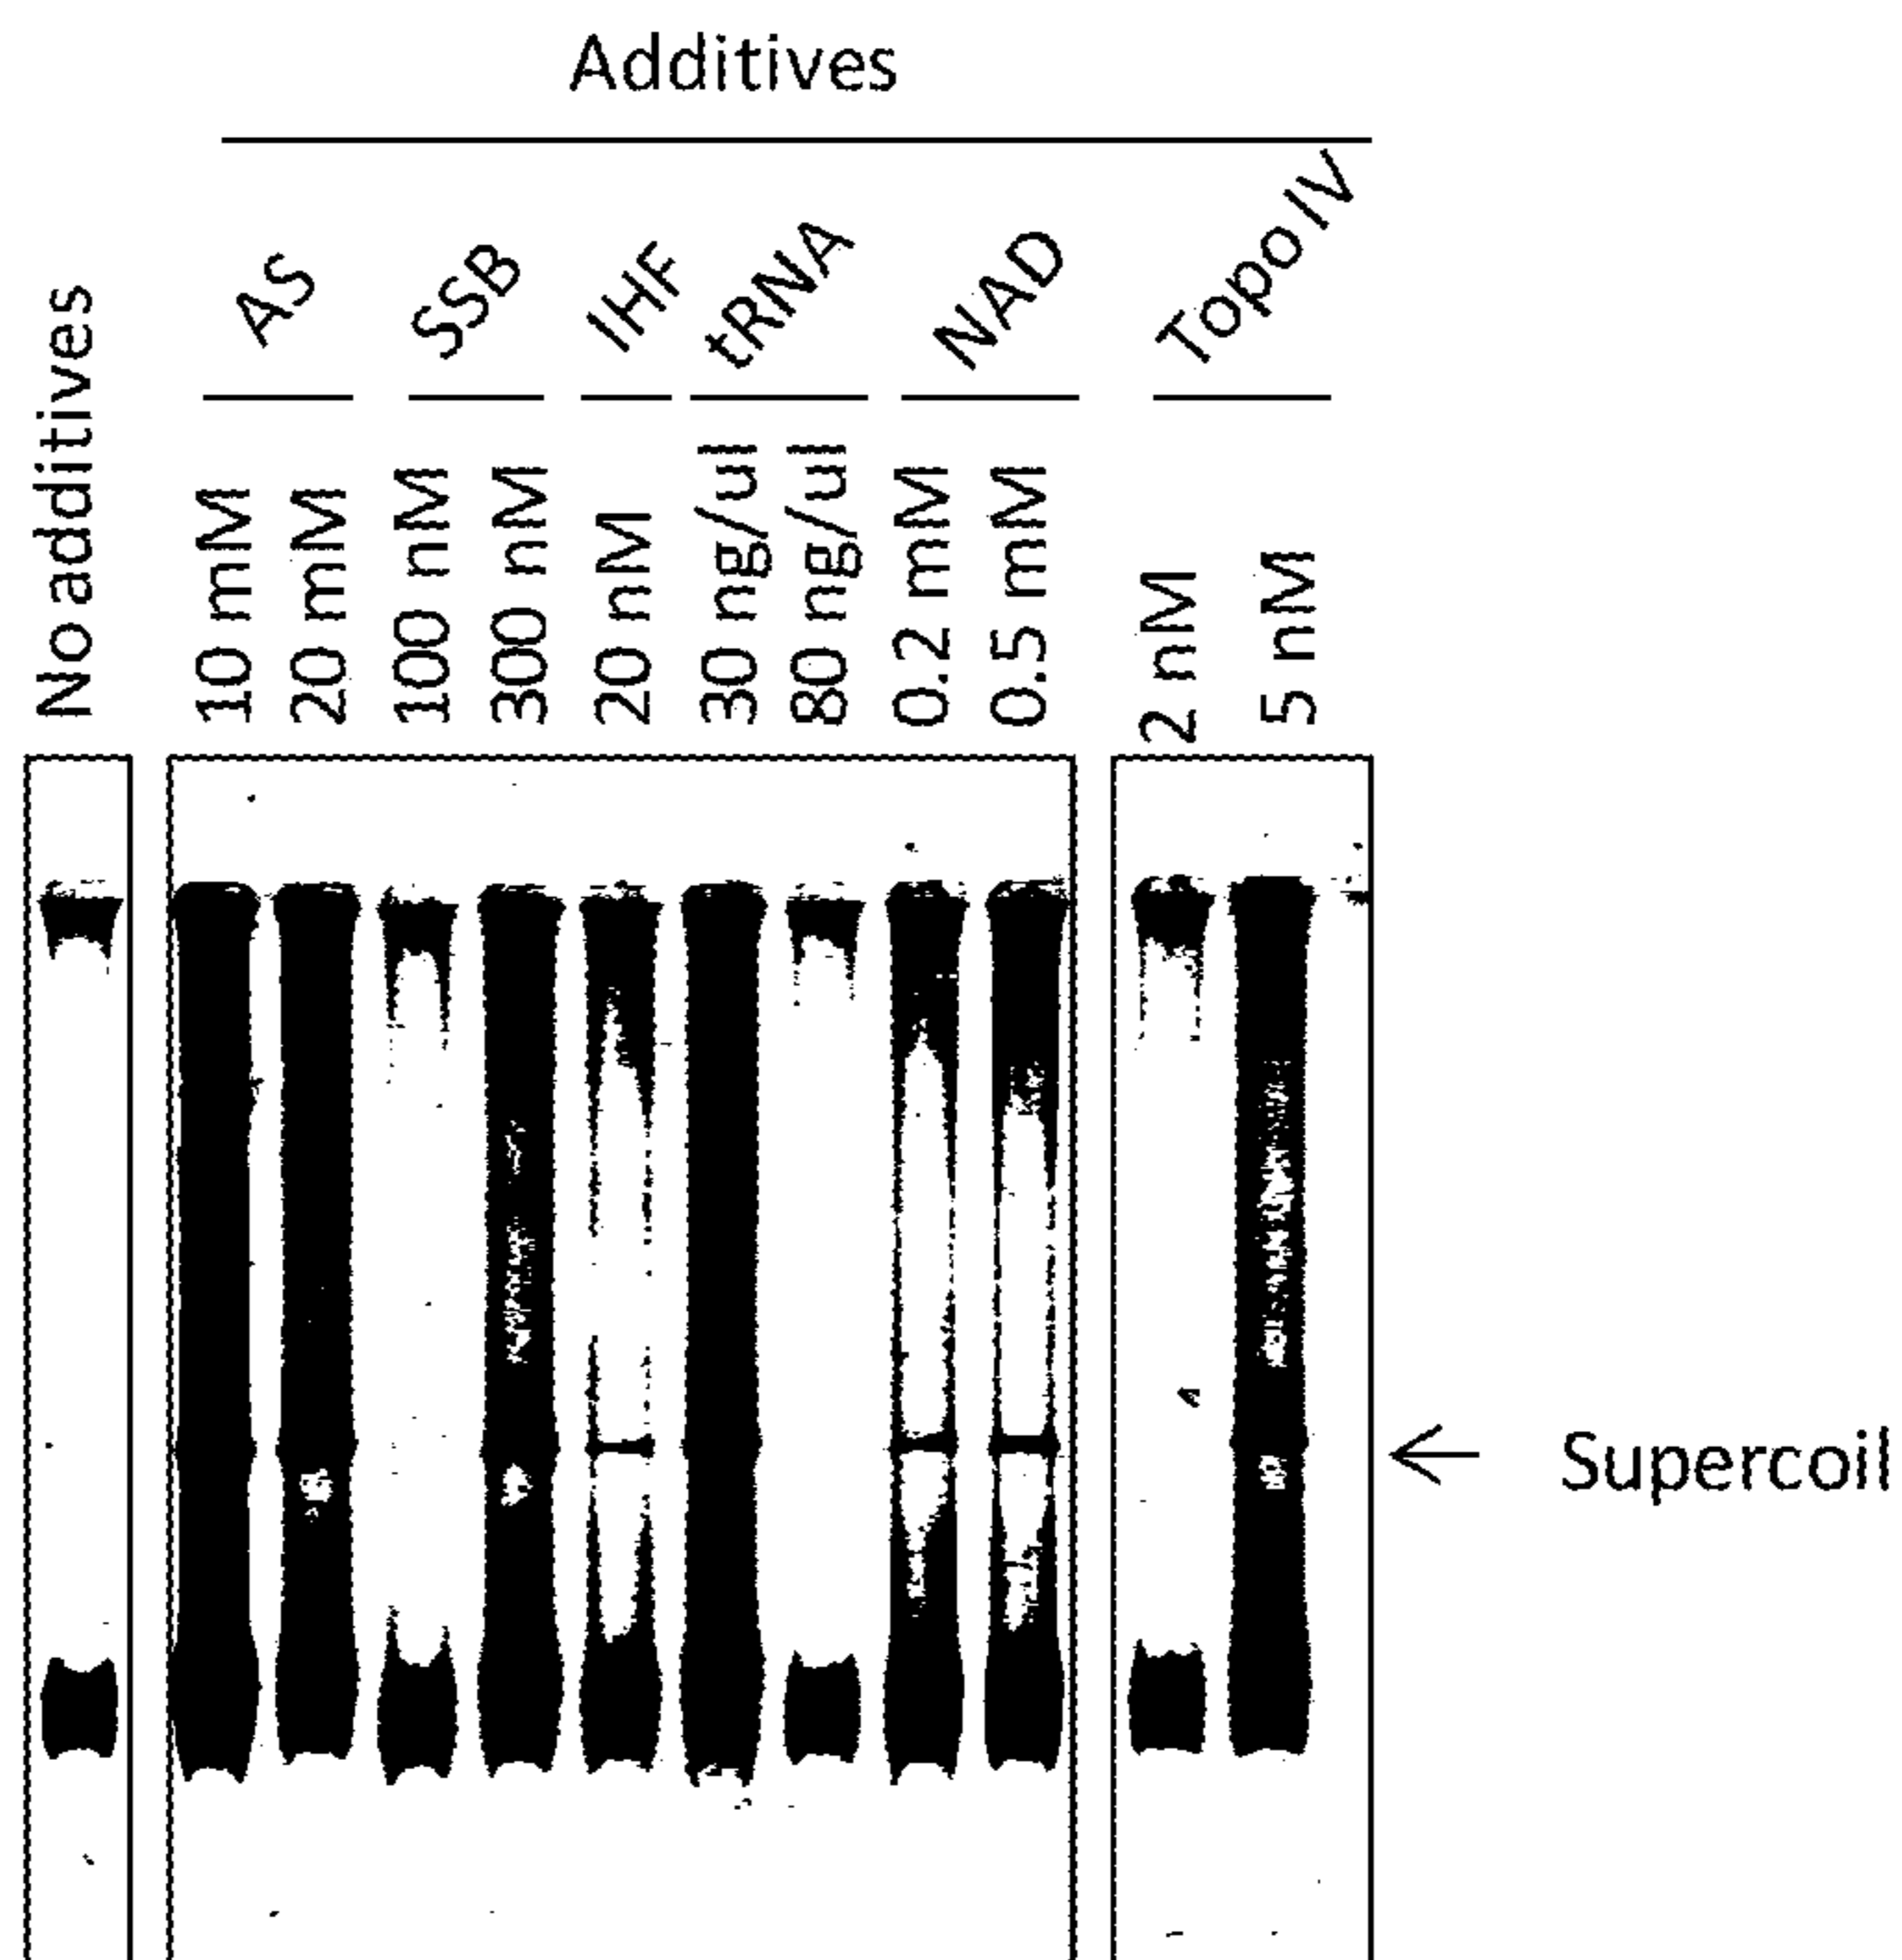 Additives
AS
SSB
IHF
tRNA
NAD
Topo IV
No additives
10 mM
20 mM
100 nM
300 nM
20 nM
30 ng/ul
80 ng/ul
0.2 mM
0.5 mM
2 nM
5 nM
Supercoil